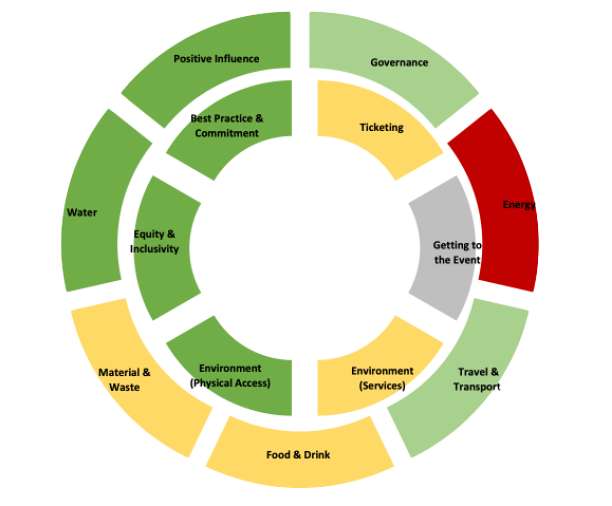 Positive Influence
Governance
Best Practice &
Commitment
Ticketing
Energy
Water
Equity &
Inclusivity
Getting to
the Event
Material &
Waste
Environment
(Physical Access)
Environment
(Services)
Travel &
Transport
Food & Drink